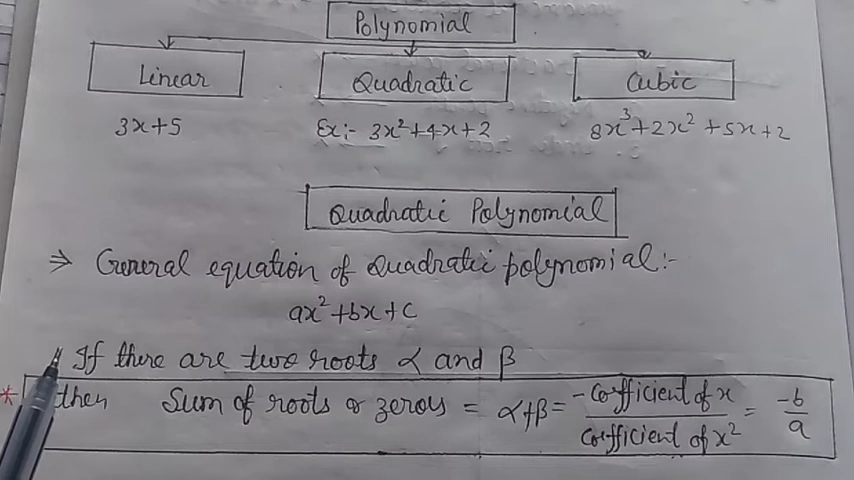 Polynomial
Linear Quadratic Cubic
3x+5 Ex:- 3x²+4x+2 8x³+2x²+5x+2
Quadratic Polynomial
⇒ General equation of Quadratic polynomial:-
ax²+bx+c
If there are two roots α and β
* then Sum of roots or zeroes = α+β = -Coefficient of x / Coefficient of x² = -b/a